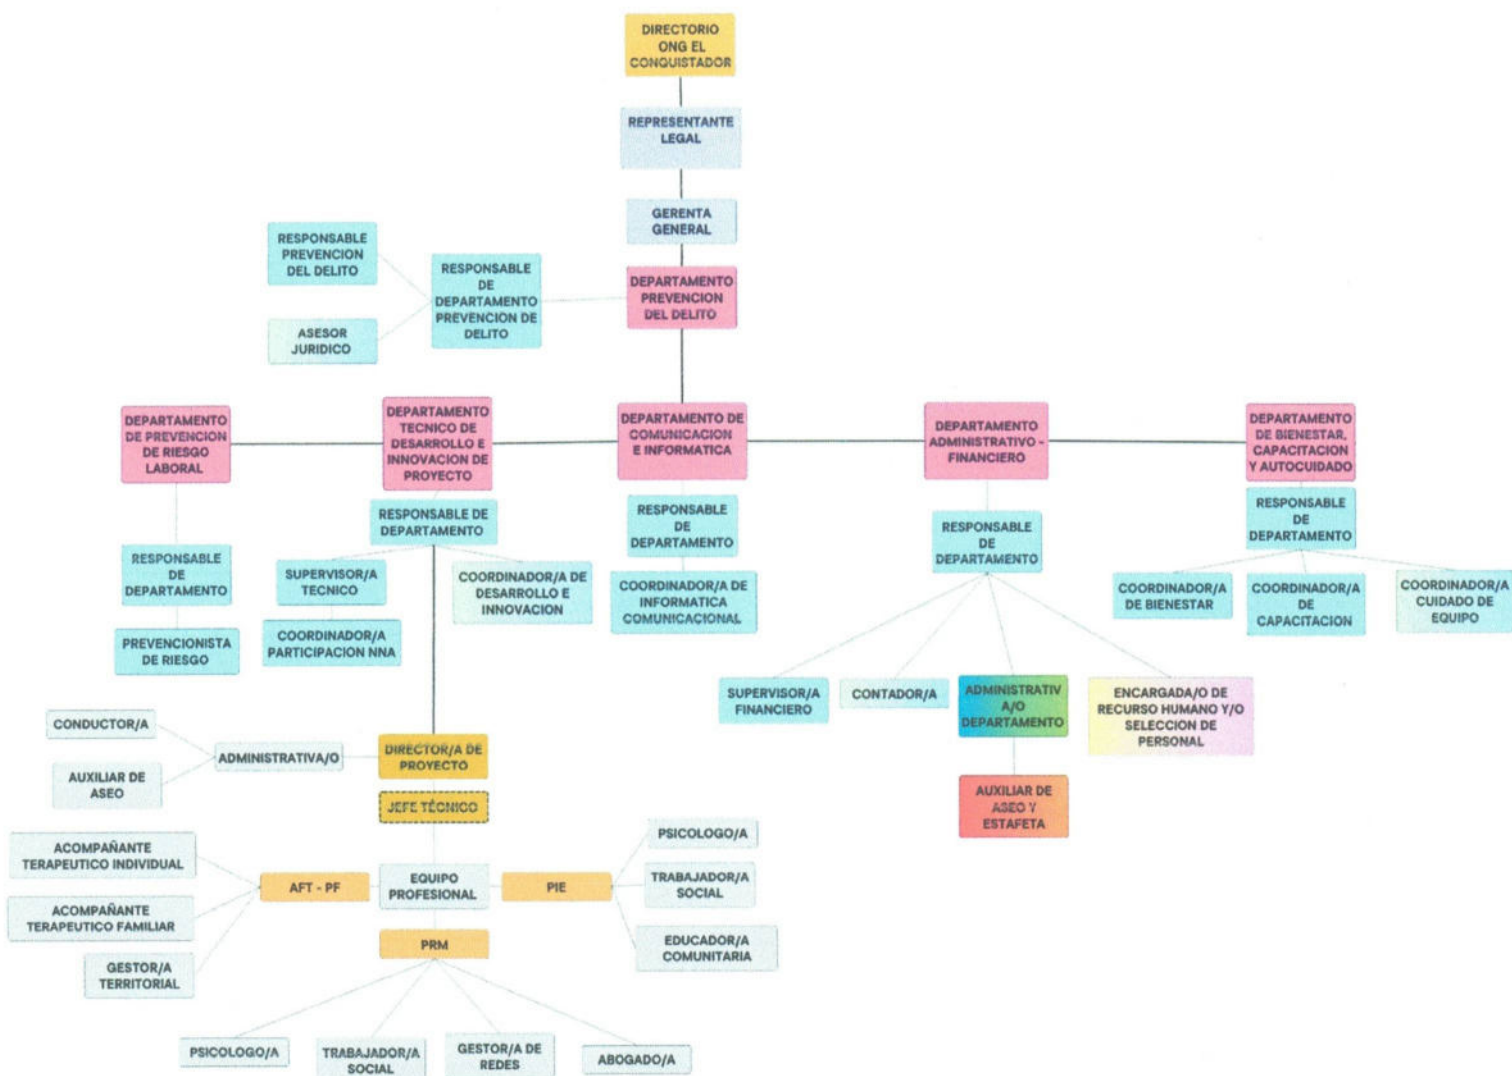 DIRECTORIO
ONG EL
CONQUISTADOR
REPRESENTANTE
LEGAL
GERENTA
GENERAL
RESPONSABLE
PREVENCION
DEL DELITO
RESPONSABLE
DE
DEPARTAMENTO
PREVENCION DE
DELITO
DEPARTAMENTO
PREVENCION
DEL DELITO
ASESOR
JURIDICO
DEPARTAMENTO
DE PREVENCION
DE RIESGO
LABORAL
DEPARTAMENTO
TECNICO DE
DESARROLLO E
INNOVACION DE
PROYECTO
DEPARTAMENTO DE
COMUNICACION
E INFORMATICA
DEPARTAMENTO
ADMINISTRATIVO -
FINANCIERO
DEPARTAMENTO
DE BIENESTAR,
CAPACITACION
Y AUTOCUIDADO
RESPONSABLE
DE
DEPARTAMENTO
PREVENCIONISTA
DE RIESGO
RESPONSABLE DE
DEPARTAMENTO
SUPERVISOR/A
TECNICO
COORDINADOR/A
PARTICIPACION NNA
COORDINADOR/A DE
DESARROLLO E
INNOVACION
RESPONSABLE
DE
DEPARTAMENTO
COORDINADOR/A DE
INFORMATICA
COMUNICACIONAL
RESPONSABLE
DE
DEPARTAMENTO
SUPERVISOR/A
FINANCIERO
CONTADOR/A
ADMINISTRATIV
A/O
DEPARTAMENTO
ENCARGADA/O DE
RECURSO HUMANO Y/O
SELECCION DE
PERSONAL
AUXILIAR DE
ASEO Y
ESTAFETA
RESPONSABLE
DE
DEPARTAMENTO
COORDINADOR/A
DE BIENESTAR
COORDINADOR/A
DE
CAPACITACION
COORDINADOR/A
CUIDADO DE
EQUIPO
CONDUCTOR/A
AUXILIAR DE
ASEO
ADMINISTRATIVA/O
DIRECTOR/A DE
PROYECTO
JEFE TÉCNICO
EQUIPO
PROFESIONAL
AFT - PF
ACOMPAÑANTE
TERAPEUTICO INDIVIDUAL
ACOMPAÑANTE
TERAPEUTICO FAMILIAR
GESTOR/A
TERRITORIAL
PIE
PSICOLOGO/A
TRABAJADOR/A
SOCIAL
EDUCADOR/A
COMUNITARIA
PRM
PSICOLOGO/A
TRABAJADOR/A
SOCIAL
GESTOR/A DE
REDES
ABOGADO/A